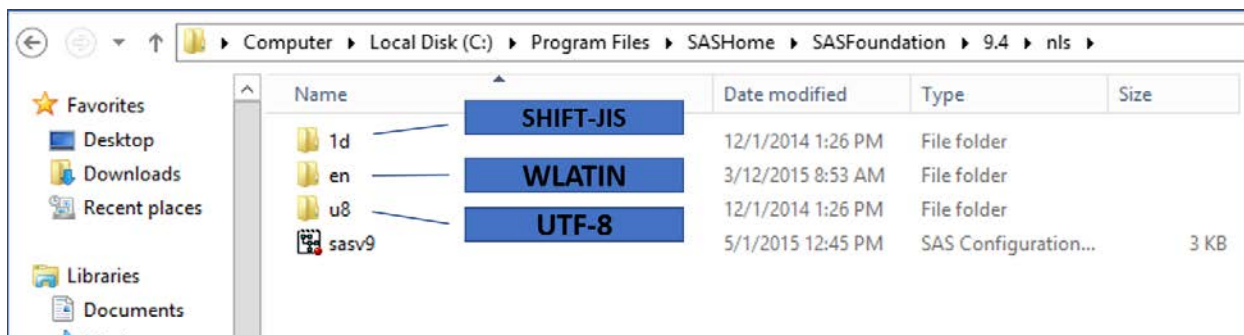 Computer ▸ Local Disk (C:) ▸ Program Files ▸ SASHome ▸ SASFoundation ▸ 9.4 ▸ nls ▸
Favorites
Desktop
Downloads
Recent places
Libraries
Documents
Name Date modified Type Size
1d SHIFT-JIS 12/1/2014 1:26 PM File folder
en WLATIN 3/12/2015 8:53 AM File folder
u8 UTF-8 12/1/2014 1:26 PM File folder
sasv9 5/1/2015 12:45 PM SAS Configuration... 3 KB